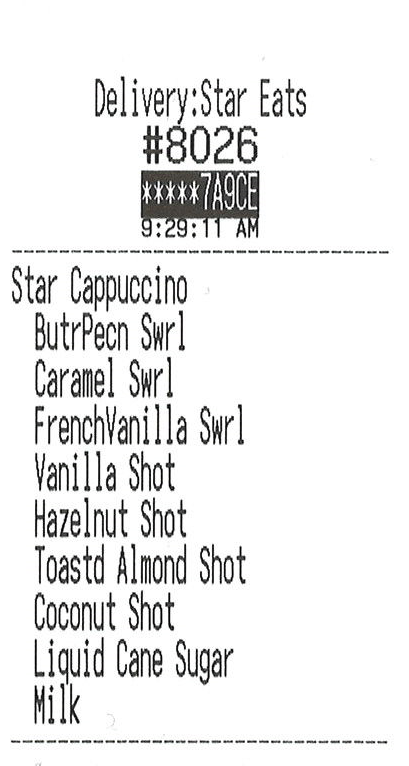 Delivery:Star Eats
#8026
*****7A9CE
9:29:11 AM
Star Cappuccino
ButrPecn Swrl
Caramel Swrl
FrenchVanilla Swrl
Vanilla Shot
Hazelnut Shot
Toastd Almond Shot
Coconut Shot
Liquid Cane Sugar
Milk